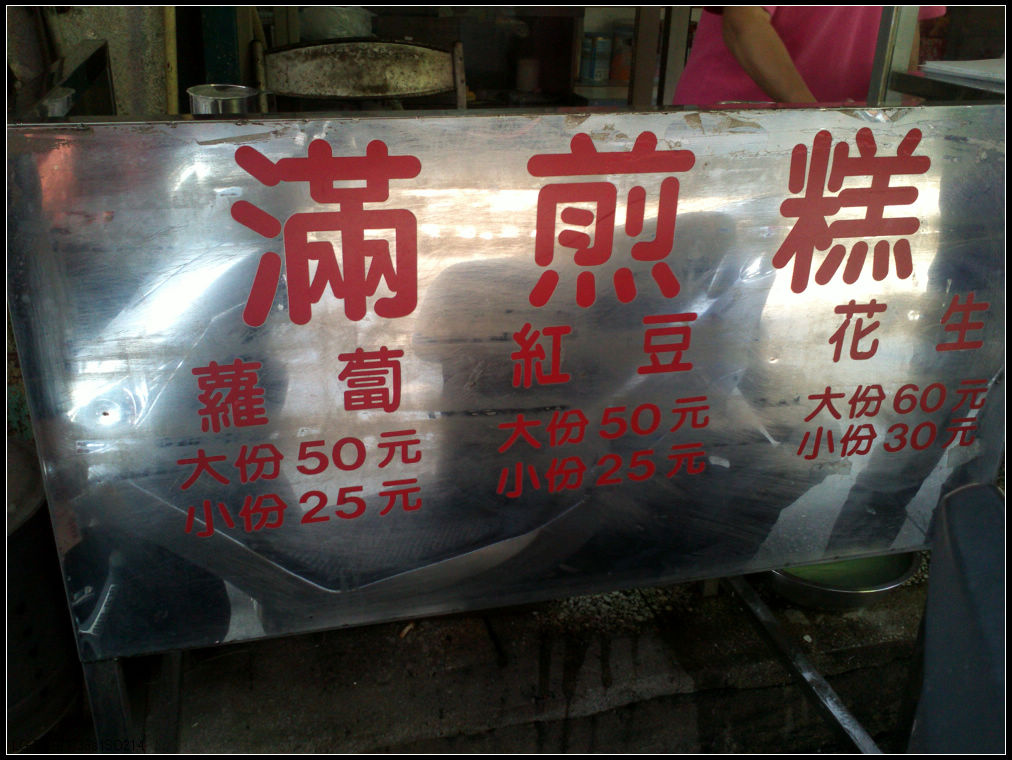 滿煎糕
蘿蔔
大份50元
小份25元
紅豆
大份50元
小份25元
花生
大份60元
小份30元